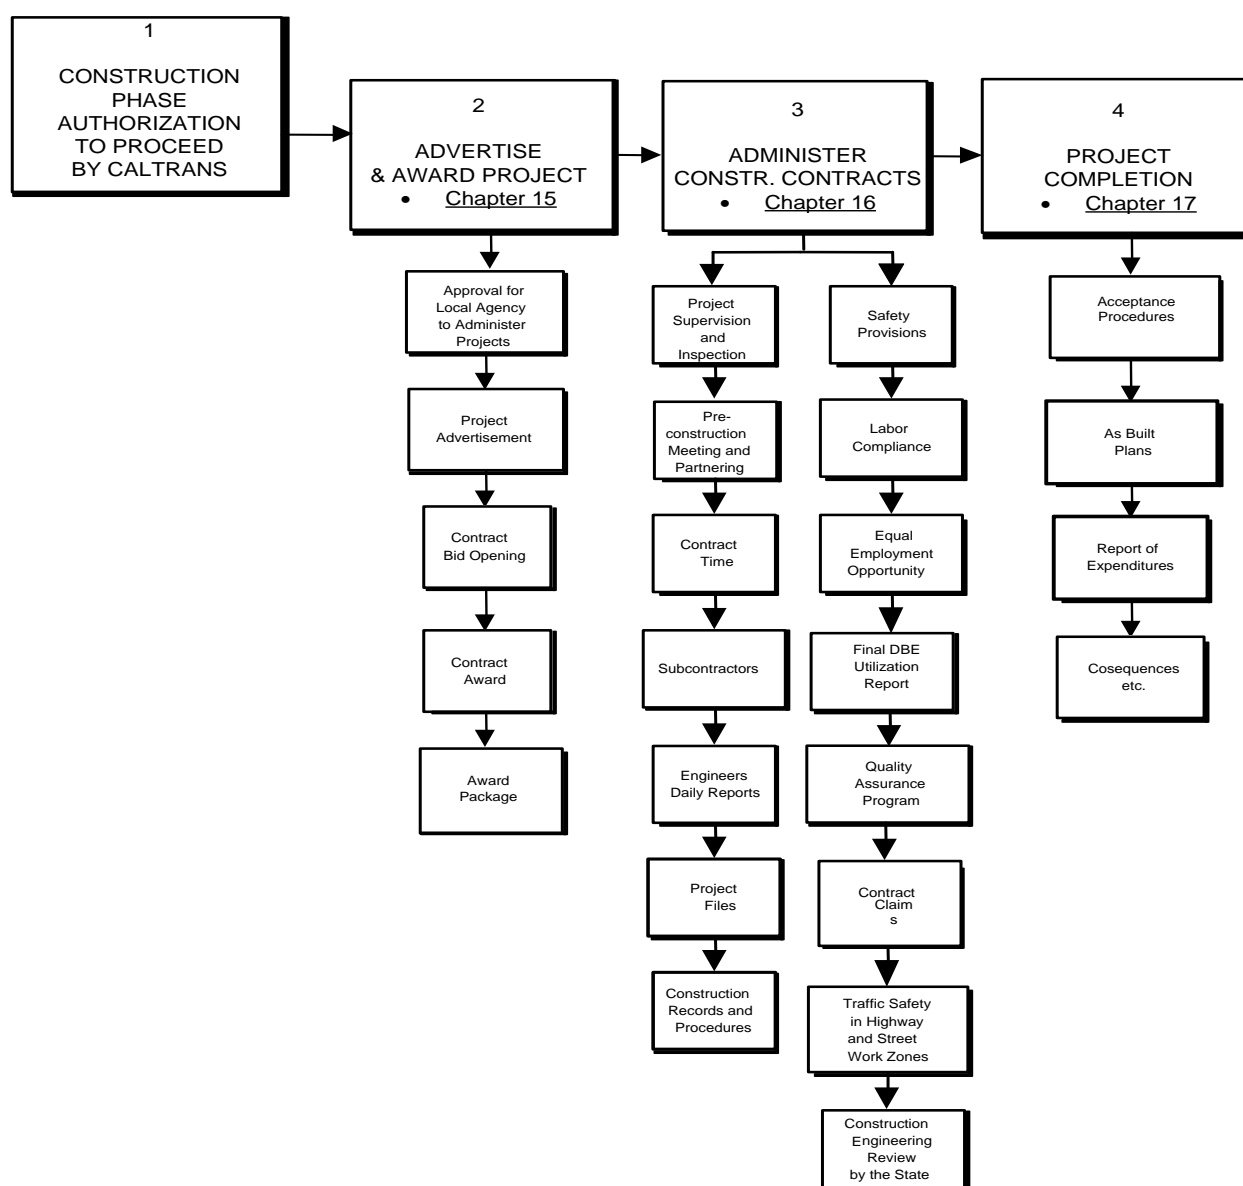 1
CONSTRUCTION
PHASE
AUTHORIZATION
TO PROCEED
BY CALTRANS
2
ADVERTISE
& AWARD PROJECT
• Chapter 15
3
ADMINISTER
CONSTR. CONTRACTS
• Chapter 16
4
PROJECT
COMPLETION
• Chapter 17
Approval for
Local Agency
to Administer
Projects
Project
Advertisement
Contract
Bid Opening
Contract
Award
Award
Package
Project
Supervision
and
Inspection
Pre-
construction
Meeting and
Partnering
Contract
Time
Subcontractors
Engineers
Daily Reports
Project
Files
Construction
Records and
Procedures
Safety
Provisions
Labor
Compliance
Equal
Employment
Opportunity
Final DBE
Utilization
Report
Quality
Assurance
Program
Contract
Claim
s
Traffic Safety
in Highway
and Street
Work Zones
Construction
Engineering
Review
by the State
Acceptance
Procedures
As Built
Plans
Report of
Expenditures
Cosequences
etc.